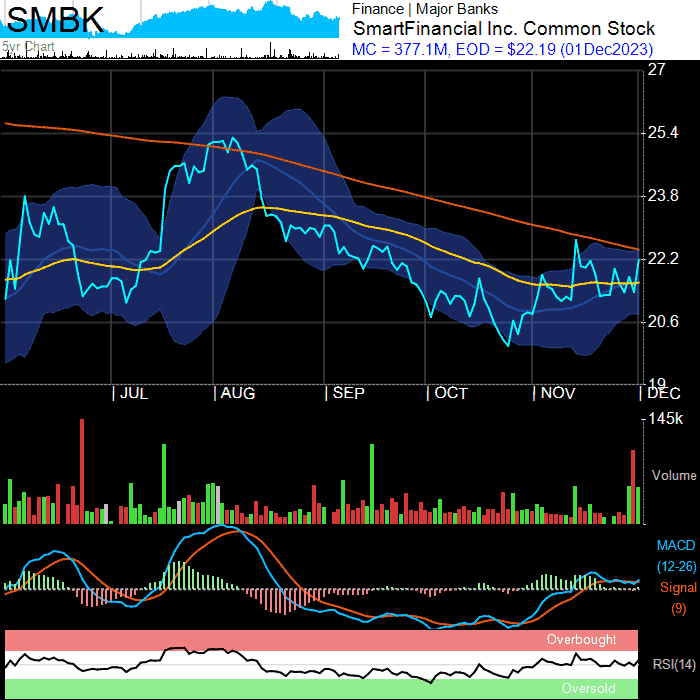 SMBK
5yr Chart
Finance | Major Banks
SmartFinancial Inc. Common Stock
MC = 377.1M, EOD = $22.19 (01Dec2023)
27
25.4
23.8
22.2
20.6
19
| JUL | AUG | SEP | OCT | NOV | DEC
145k
Volume
MACD
(12-26)
Signal
(9)
Overbought
RSI(14)
Oversold